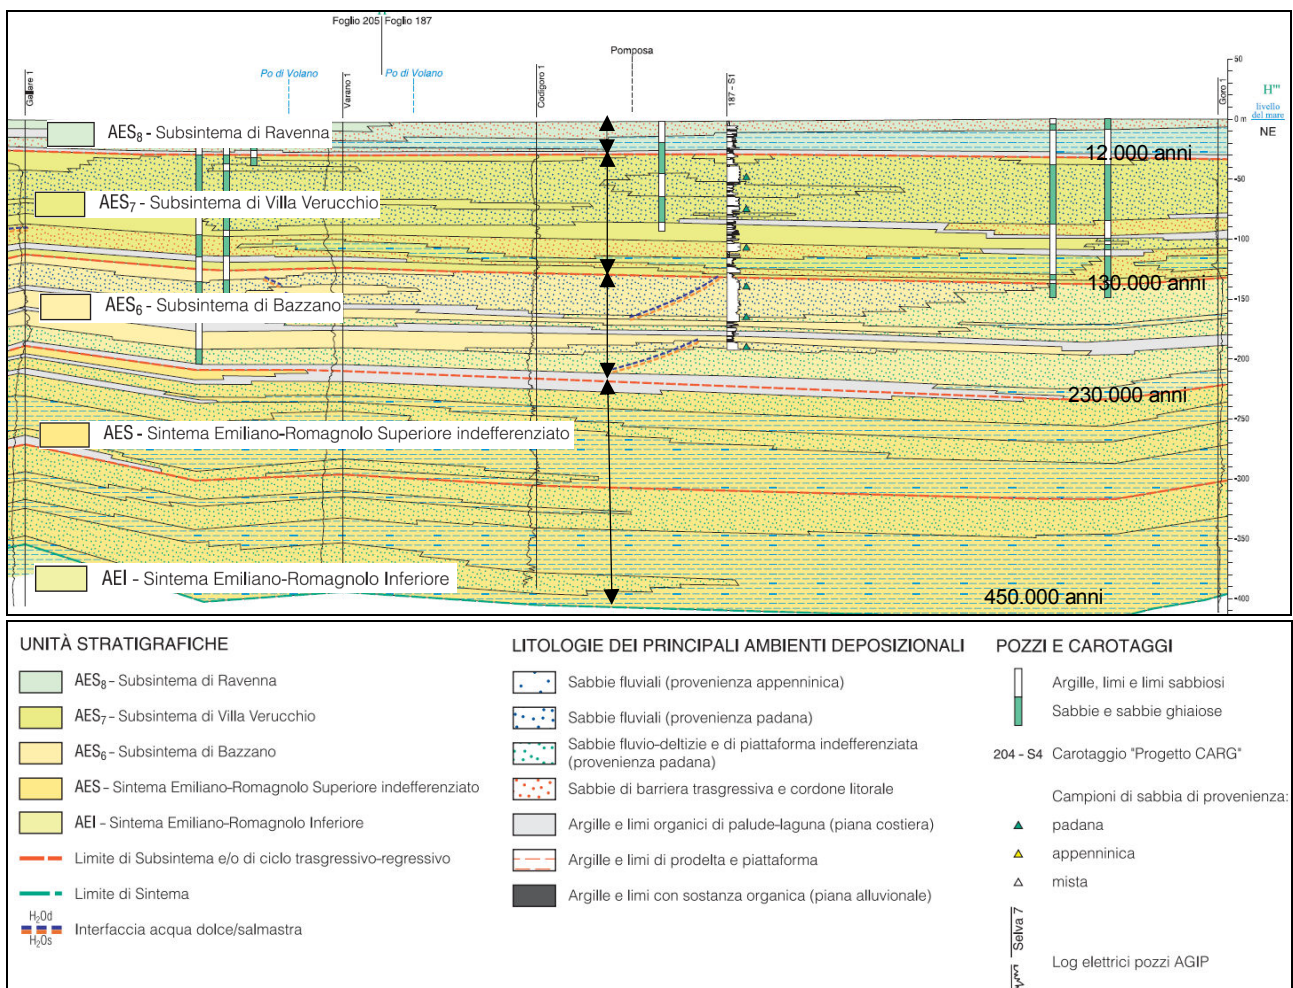 Foglio 205 Foglio 187
Pomposa
Po di Volano
Po di Volano
Gallare 1
Varano 1
Codigoro 1
187 - S1
Goro 1
H'''
livello
del mare
NE
50
0 m
-50
-100
-150
-200
-250
-300
-350
-400
AES8 - Subsintema di Ravenna
12.000 anni
AES7 - Subsintema di Villa Verucchio
130.000 anni
AES6 - Subsintema di Bazzano
230.000 anni
AES - Sintema Emiliano-Romagnolo Superiore indefferenziato
AEI - Sintema Emiliano-Romagnolo Inferiore
450.000 anni
UNITÀ STRATIGRAFICHE
AES8 - Subsintema di Ravenna
AES7 - Subsintema di Villa Verucchio
AES6 - Subsintema di Bazzano
AES - Sintema Emiliano-Romagnolo Superiore indefferenziato
AEI - Sintema Emiliano-Romagnolo Inferiore
Limite di Subsintema e/o di ciclo trasgressivo-regressivo
Limite di Sintema
H2Od
H2Os
Interfaccia acqua dolce/salmastra
LITOLOGIE DEI PRINCIPALI AMBIENTI DEPOSIZIONALI
Sabbie fluviali (provenienza appenninica)
Sabbie fluviali (provenienza padana)
Sabbie fluvio-deltizie e di piattaforma indefferenziata
(provenienza padana)
Sabbie di barriera trasgressiva e cordone litorale
Argille e limi organici di palude-laguna (piana costiera)
Argille e limi di prodelta e piattaforma
Argille e limi con sostanza organica (piana alluvionale)
POZZI E CAROTAGGI
Argille, limi e limi sabbiosi
Sabbie e sabbie ghiaiose
204 - S4 Carotaggio "Progetto CARG"
Campioni di sabbia di provenienza:
padana
appenninica
mista
Selva 7
Log elettrici pozzi AGIP